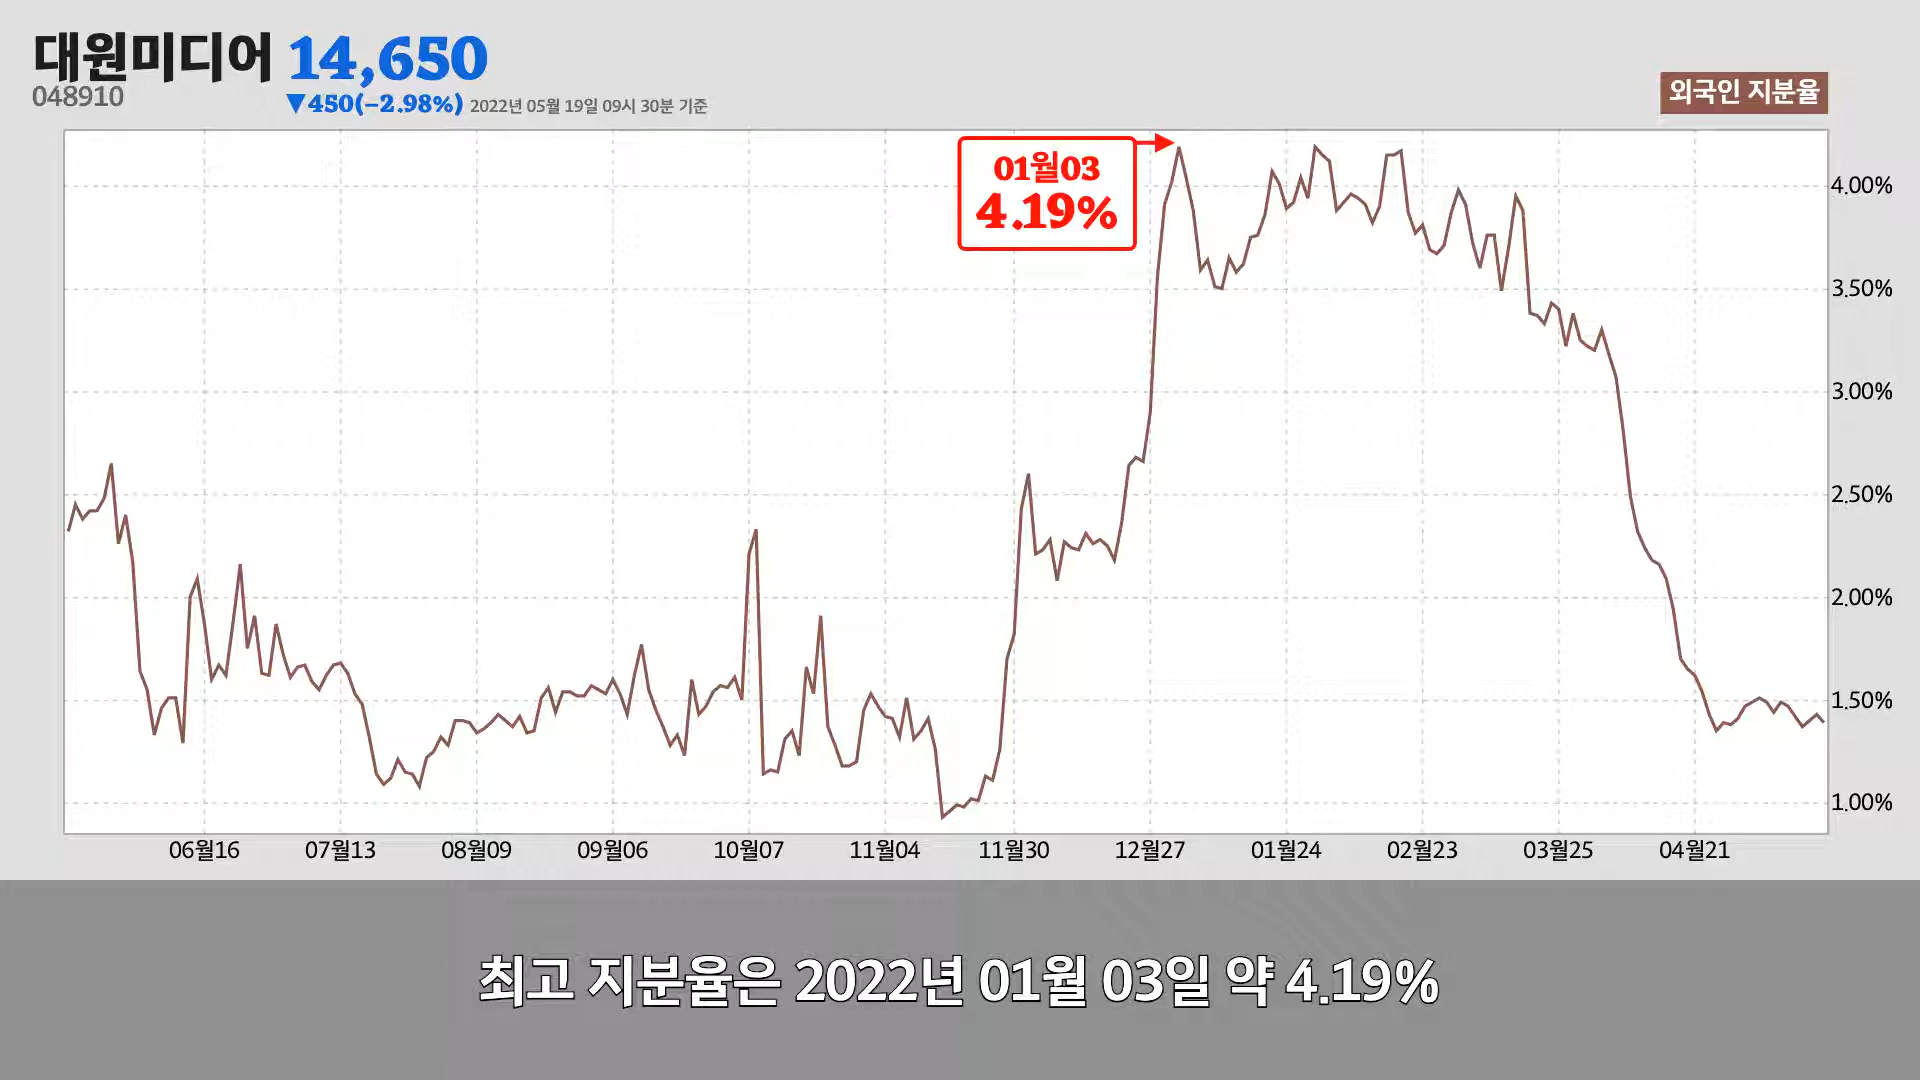 대원미디어 14,650
048910
▼450(−2.98%) 2022년 05월 19일 09시 30분 기준
외국인 지분율
01월03
4.19%
4.00%
3.50%
3.00%
2.50%
2.00%
1.50%
1.00%
06월16 07월13 08월09 09월06 10월07 11월04 11월30 12월27 01월24 02월23 03월25 04월21
최고 지분율은 2022년 01월 03일 약 4.19%